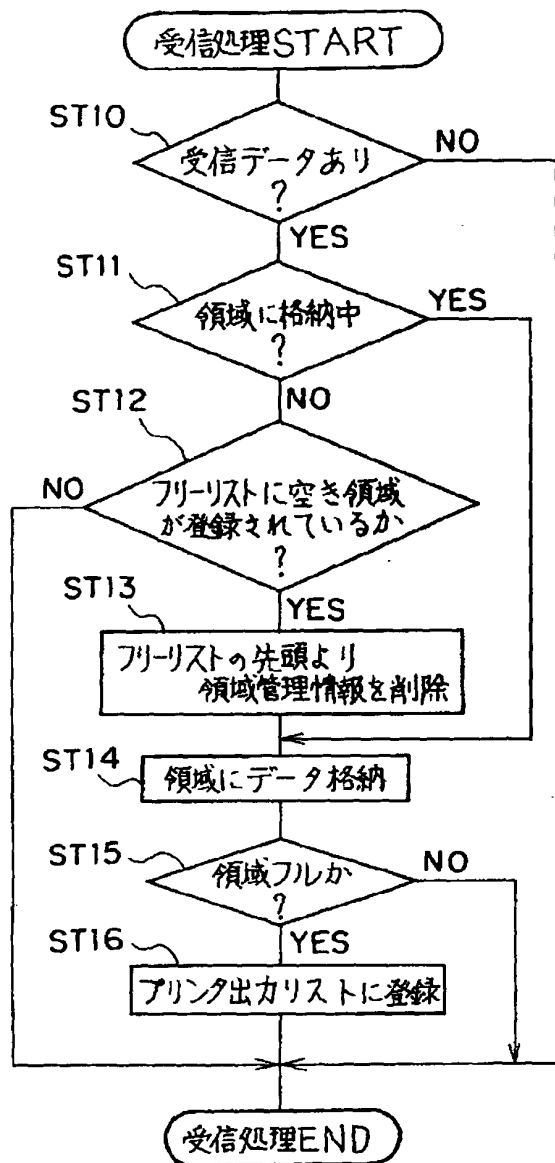 受信処理START
ST10
受信データあり
?
NO
YES
ST11
領域に格納中
?
YES
NO
ST12
フリーリストに空き領域
が登録されているか
?
NO
YES
ST13
フリーリストの先頭より
領域管理情報を削除
ST14
領域にデータ格納
ST15
領域フルか
?
NO
YES
ST16
プリンタ出力リストに登録
受信処理END